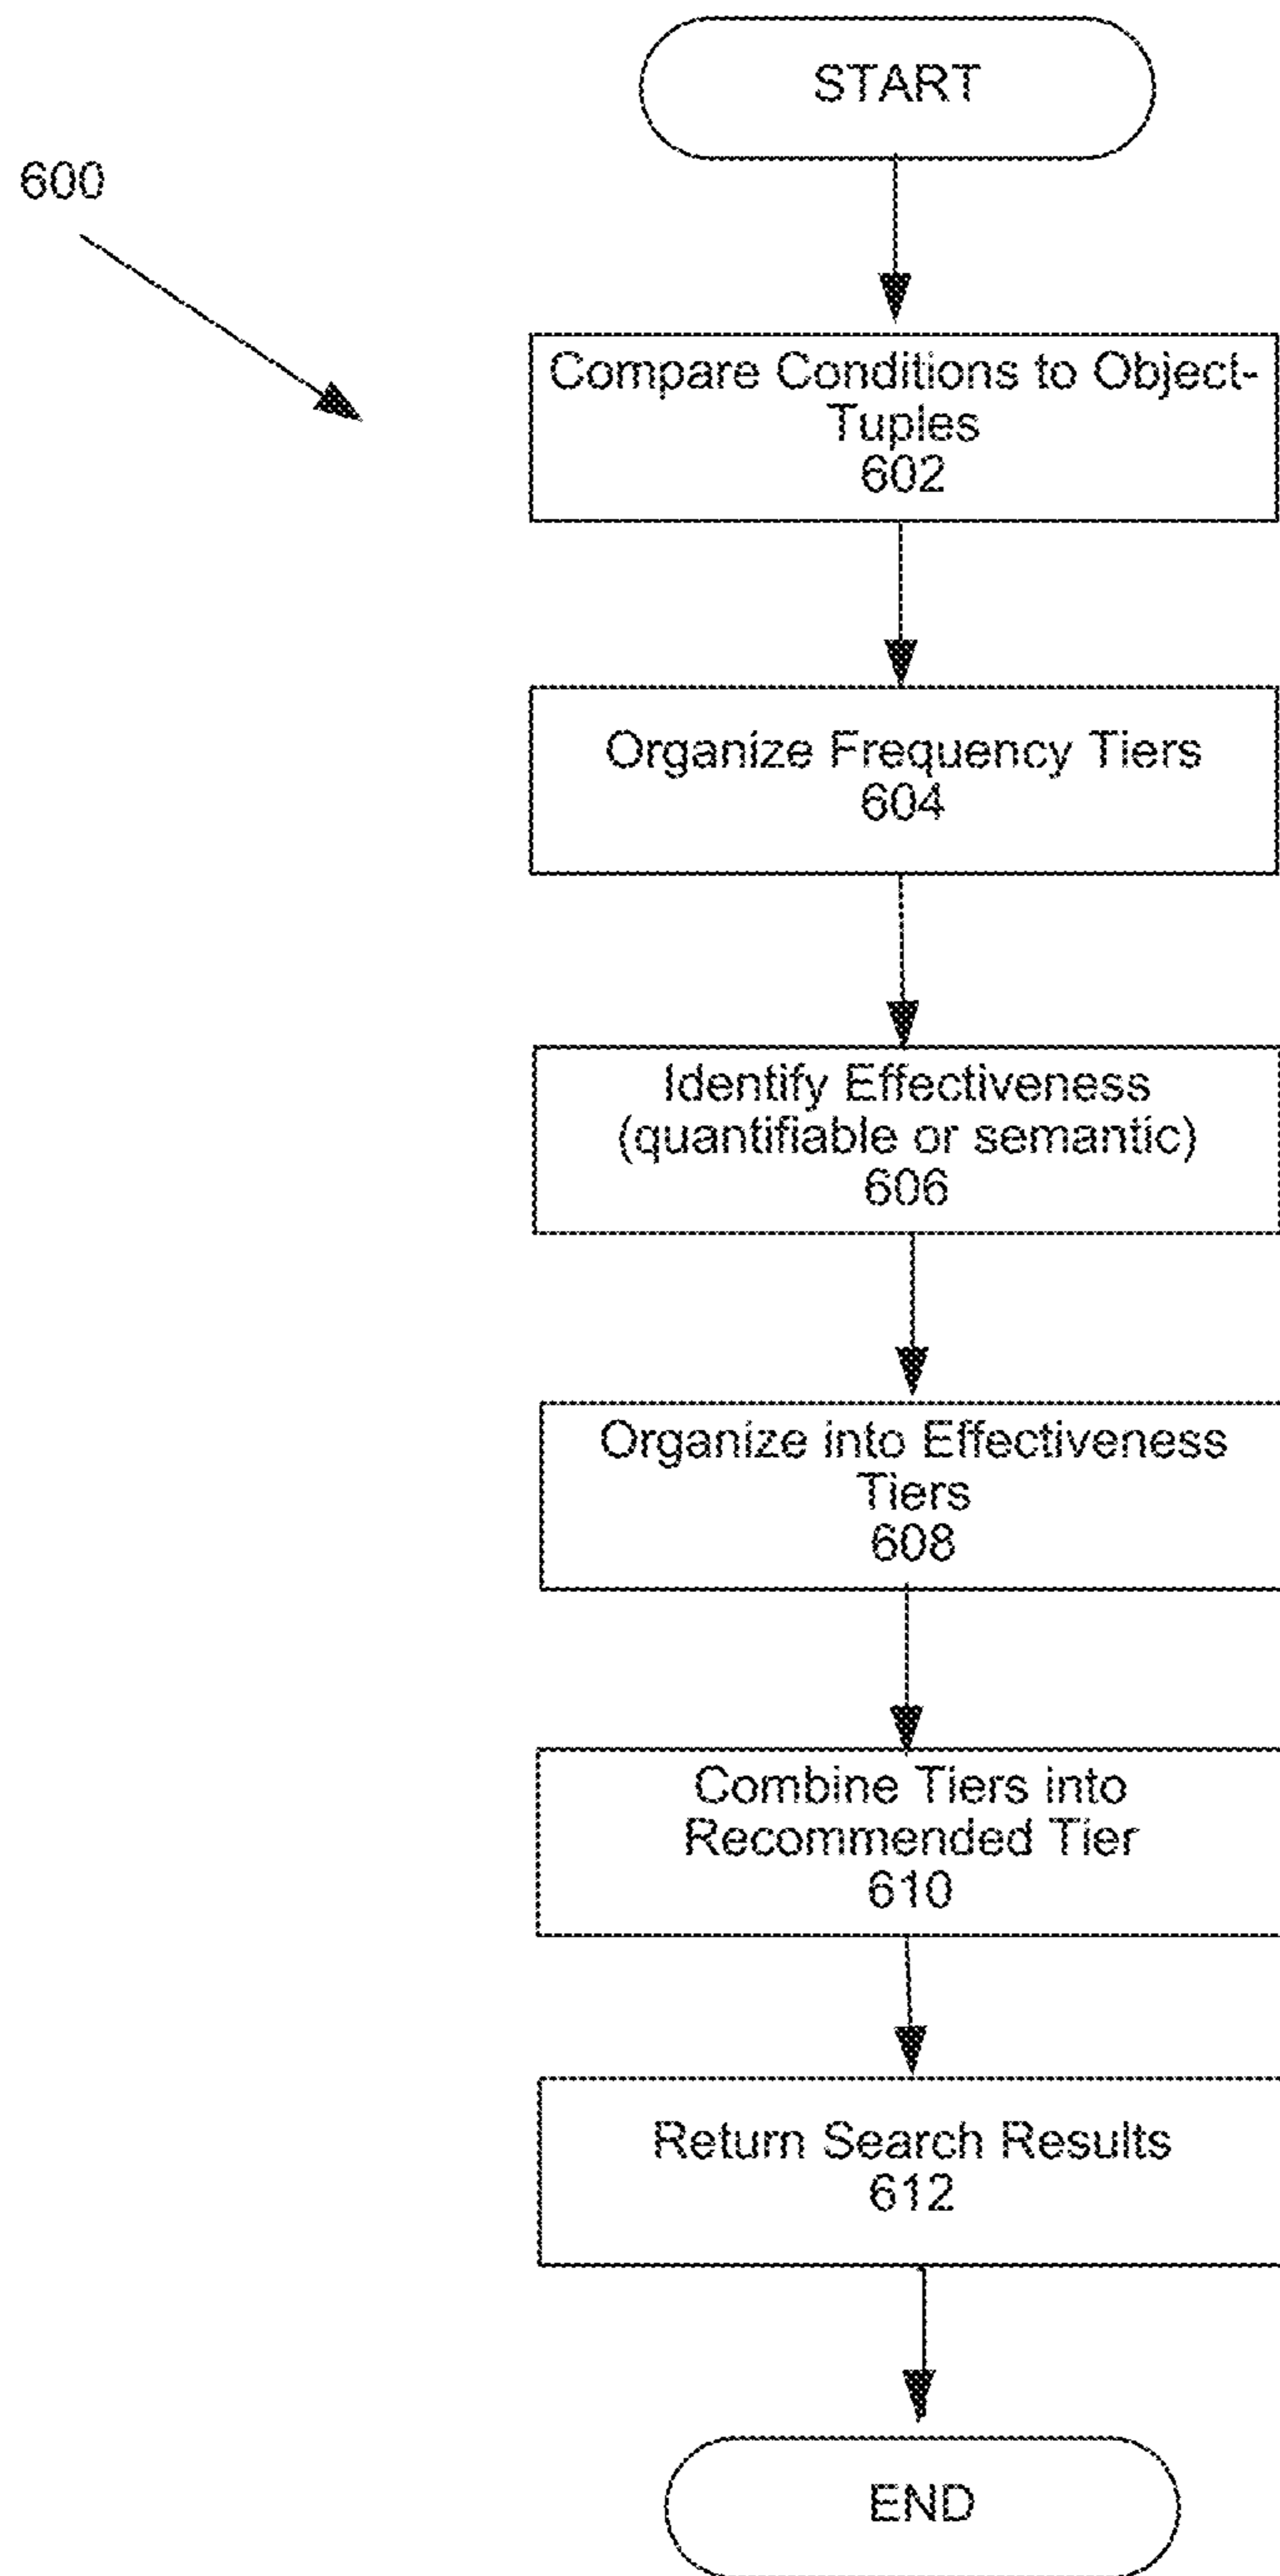 START
600
Compare Conditions to Object-
Tuples
602
Organize Frequency Tiers
604
Identify Effectiveness
(quantifiable or semantic)
606
Organize into Effectiveness
Tiers
608
Combine Tiers into
Recommended Tier
610
Return Search Results
612
END